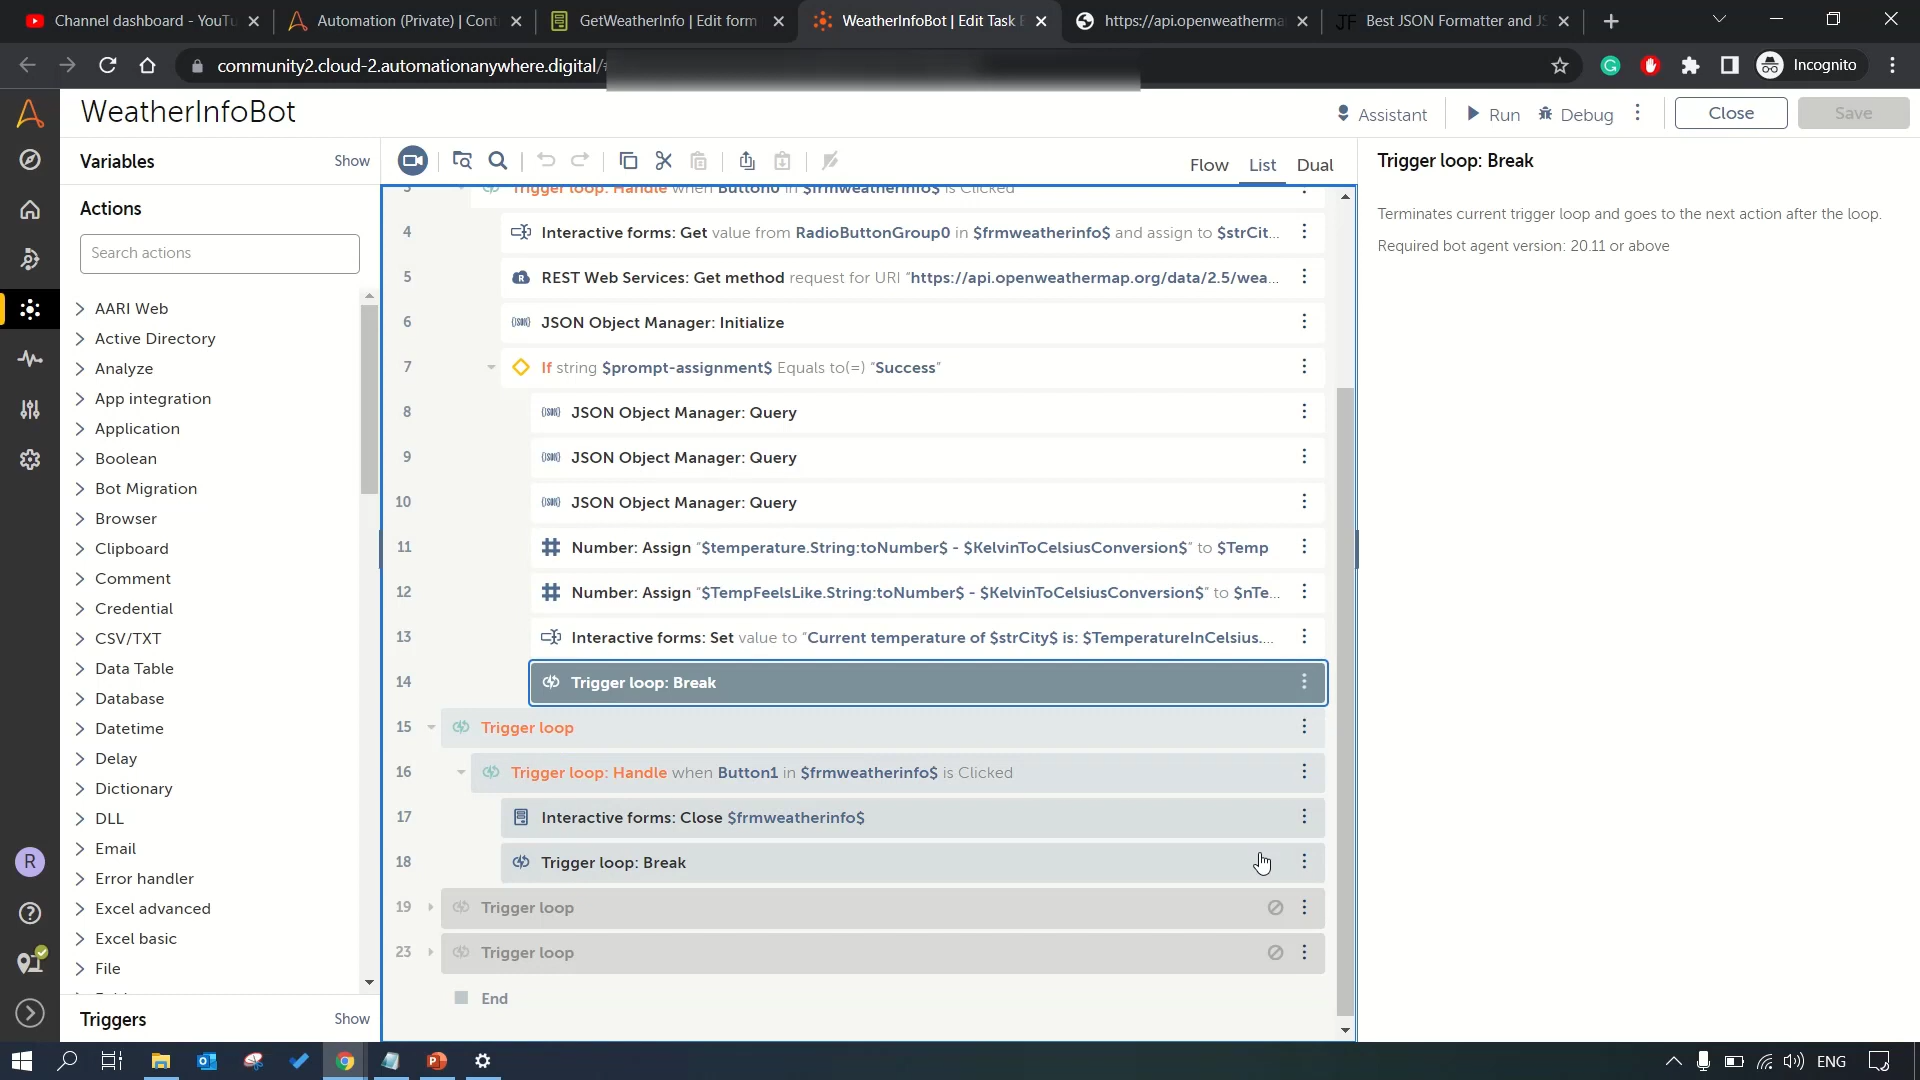 Channel dashboard - YouTu
Automation (Private) | Cont
GetWeatherInfo | Edit form
WeatherInfoBot | Edit Task B
https://api.openweatherma
Best JSON Formatter and JS
community2.cloud-2.automationanywhere.digital/#
Incognito
WeatherInfoBot
Assistant
Run
Debug
Close
Save
Variables
Show
Flow
List
Dual
Actions
Search actions
AARI Web
Active Directory
Analyze
App integration
Application
Boolean
Bot Migration
Browser
Clipboard
Comment
Credential
CSV/TXT
Data Table
Database
Datetime
Delay
Dictionary
DLL
Email
Error handler
Excel advanced
Excel basic
File
Triggers
Show
3 Trigger loop: Handle when Button0 in $frmweatherinfo$ is Clicked
4 Interactive forms: Get value from RadioButtonGroup0 in $frmweatherinfo$ and assign to $strCit...
5 REST Web Services: Get method request for URI "https://api.openweathermap.org/data/2.5/wea...
6 JSON Object Manager: Initialize
7 If string $prompt-assignment$ Equals to(=) "Success"
8 JSON Object Manager: Query
9 JSON Object Manager: Query
10 JSON Object Manager: Query
11 Number: Assign "$temperature.String:toNumber$ - $KelvinToCelsiusConversion$" to $Temp
12 Number: Assign "$TempFeelsLike.String:toNumber$ - $KelvinToCelsiusConversion$" to $nTe...
13 Interactive forms: Set value to "Current temperature of $strCity$ is: $TemperatureInCelsius....
14 Trigger loop: Break
15 Trigger loop
16 Trigger loop: Handle when Button1 in $frmweatherinfo$ is Clicked
17 Interactive forms: Close $frmweatherinfo$
18 Trigger loop: Break
19 Trigger loop
23 Trigger loop
End
Trigger loop: Break
Terminates current trigger loop and goes to the next action after the loop.
Required bot agent version: 20.11 or above
R
ENG